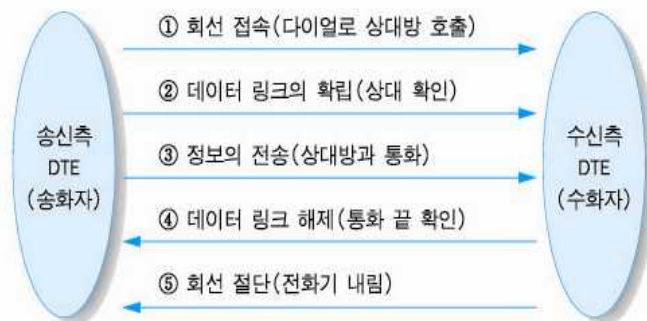 ① 회선 접속(다이얼로 상대방 호출)
② 데이터 링크의 확립(상대 확인)
송신측
DTE
(송화자)
③ 정보의 전송(상대방과 통화)
수신측
DTE
(수화자)
④ 데이터 링크 해제(통화 끝 확인)
⑤ 회선 절단(전화기 내림)